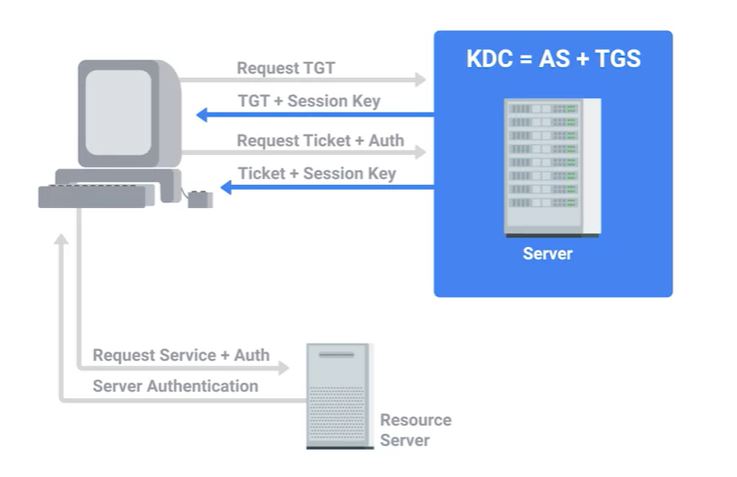 KDC = AS + TGS
Request TGT
TGT + Session Key
Request Ticket + Auth
Ticket + Session Key
Server
Request Service + Auth
Server Authentication
Resource
Server